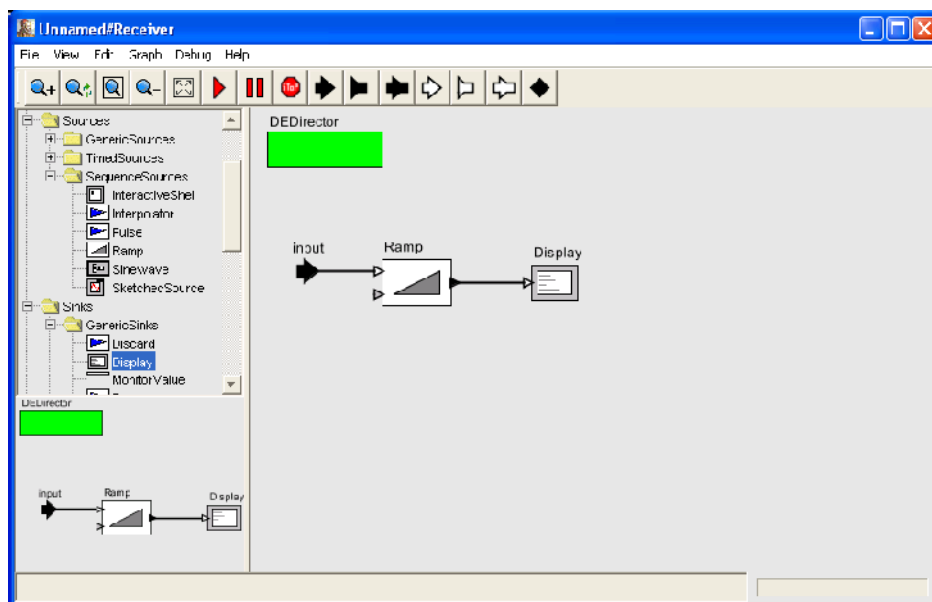 Unnamed#Receiver
File View Edit Graph Debug Help
STOP
Sources
GenericSources
TimedSources
SequenceSources
InteractiveShell
Interpolator
Pulse
Ramp
Sinewave
SketchedSource
Sinks
GenericSinks
Discard
Display
MonitorValue
DEDirector
input
Ramp
Display
DEDirector
input
Ramp
Display